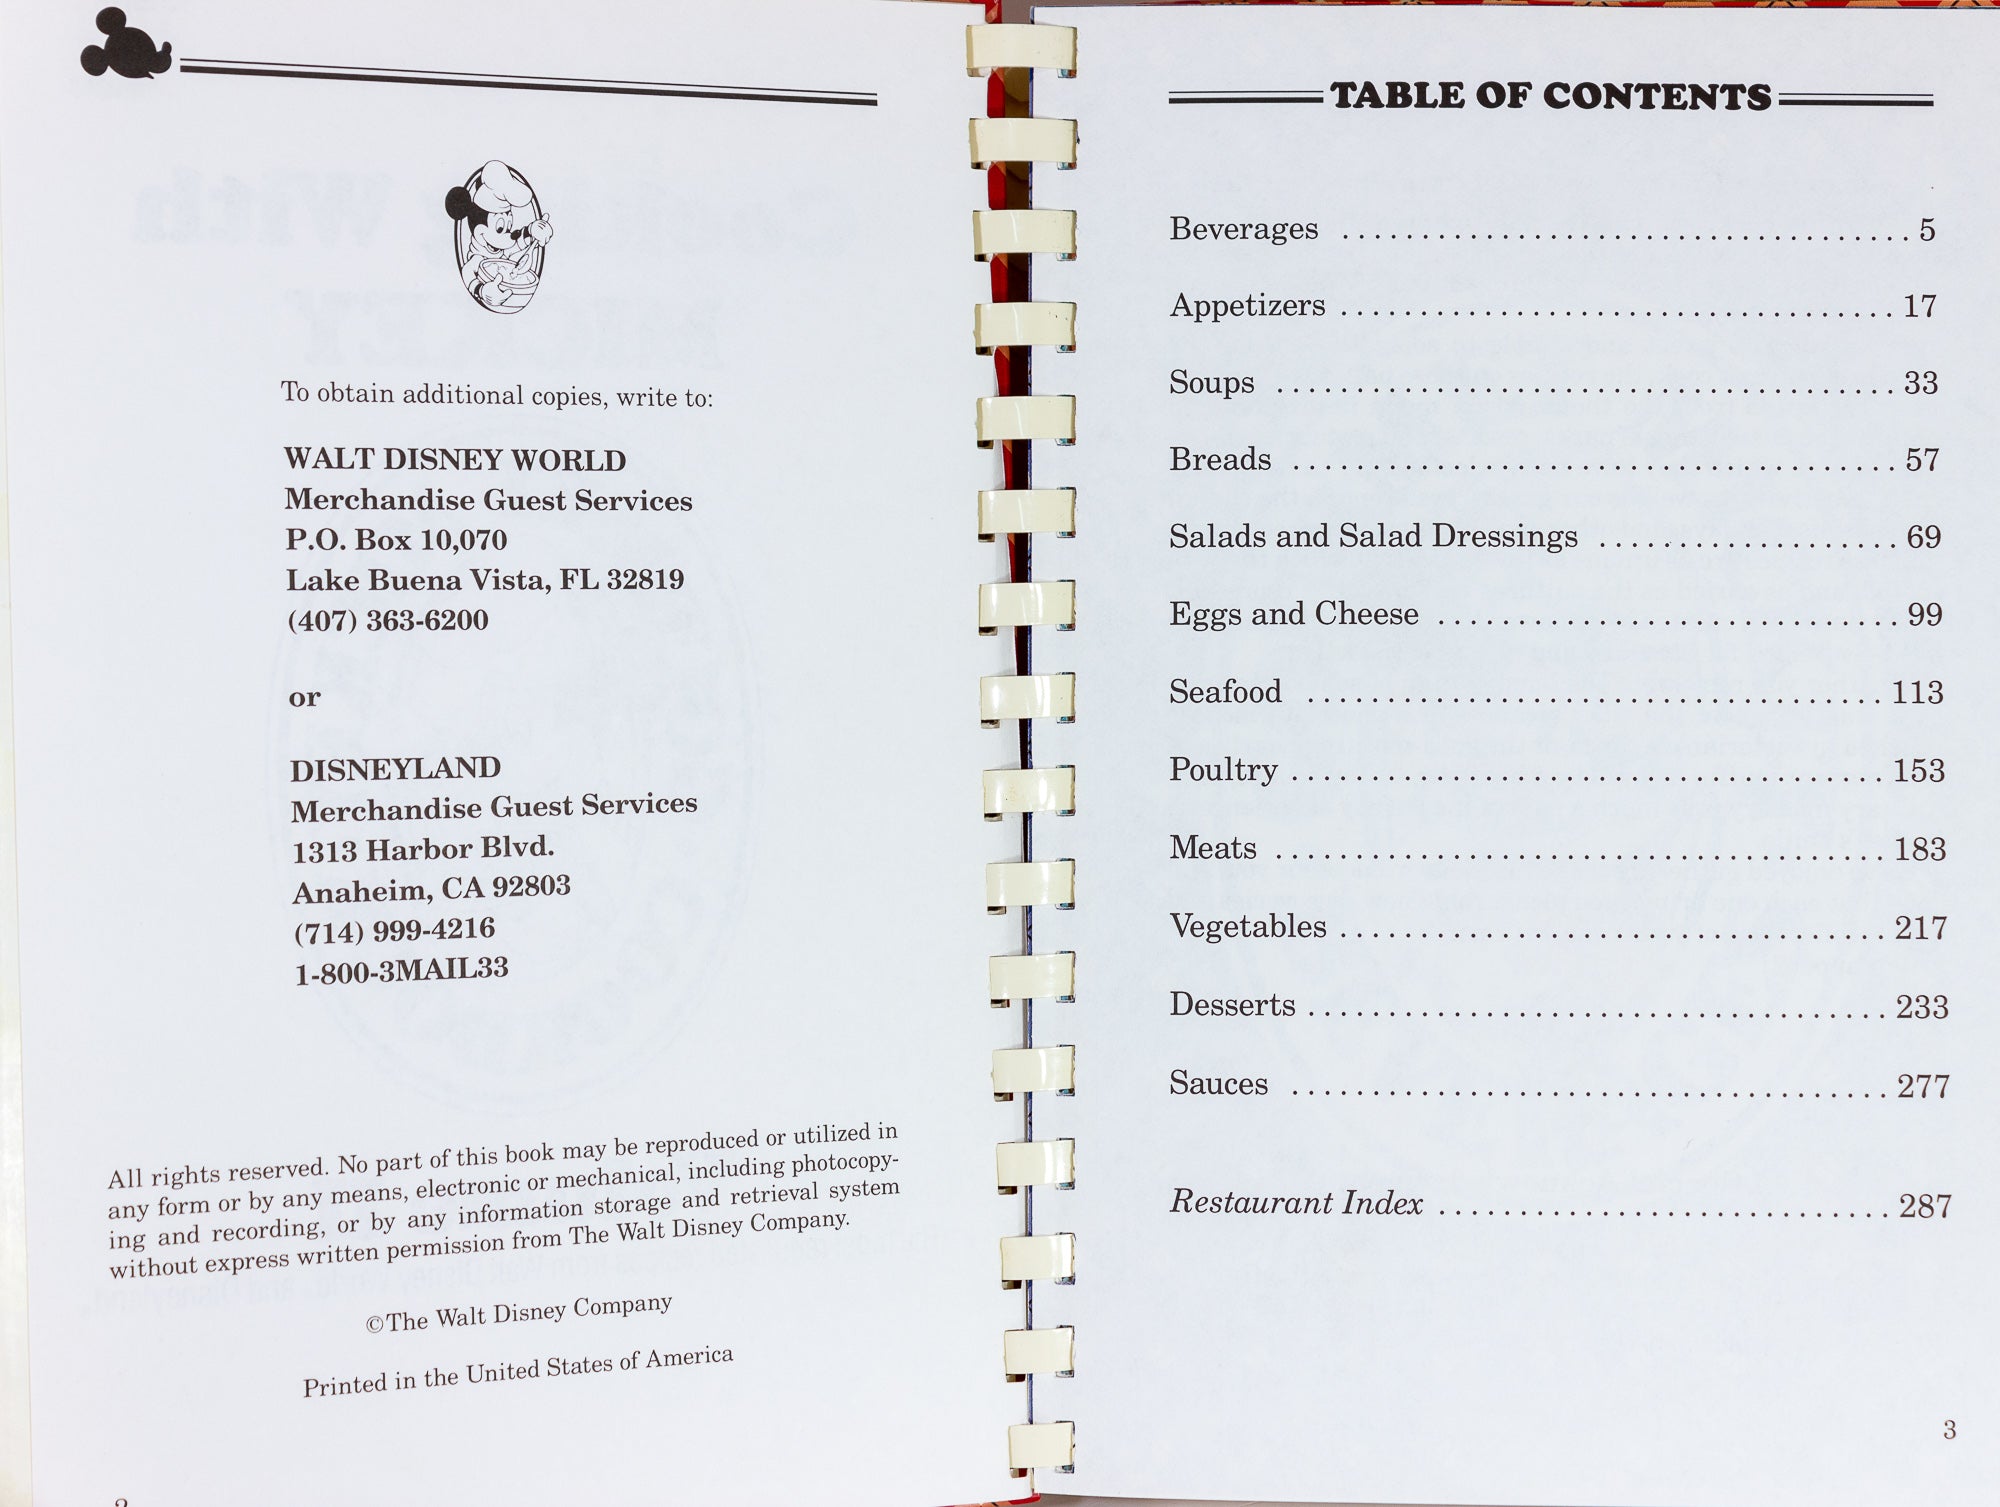 To obtain additional copies, write to:
WALT DISNEY WORLD
Merchandise Guest Services
P.O. Box 10,070
Lake Buena Vista, FL 32819
(407) 363-6200
or
DISNEYLAND
Merchandise Guest Services
1313 Harbor Blvd.
Anaheim, CA 92803
(714) 999-4216
1-800-3MAIL33
All rights reserved. No part of this book may be reproduced or utilized in
any form or by any means, electronic or mechanical, including photocopy-
ing and recording, or by any information storage and retrieval system
without express written permission from The Walt Disney Company.
©The Walt Disney Company
Printed in the United States of America
TABLE OF CONTENTS
Beverages .................................... 5
Appetizers ................................... 17
Soups ....................................... 33
Breads ...................................... 57
Salads and Salad Dressings ................... 69
Eggs and Cheese ............................. 99
Seafood .................................... 113
Poultry ..................................... 153
Meats ...................................... 183
Vegetables .................................. 217
Desserts .................................... 233
Sauces ..................................... 277
Restaurant Index ............................ 287
3